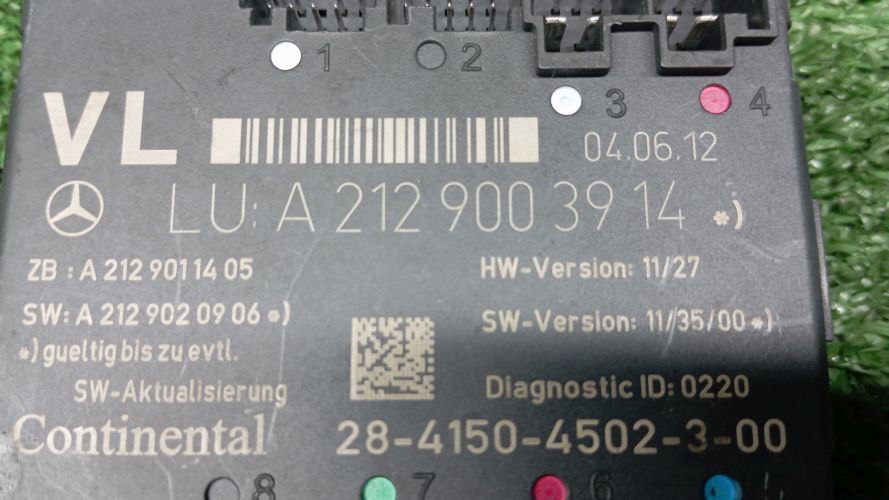 1 2
3 4
VL
04.06.12
LU: A 212 900 39 14 *)
ZB : A 212 901 14 05
HW-Version: 11/27
SW: A 212 902 09 06 *)
SW-Version: 11/35/00 *)
*) gueltig bis zu evtl.
SW-Aktualisierung
Diagnostic ID: 0220
Continental
28-4150-4502-3-00
8 7 6 5